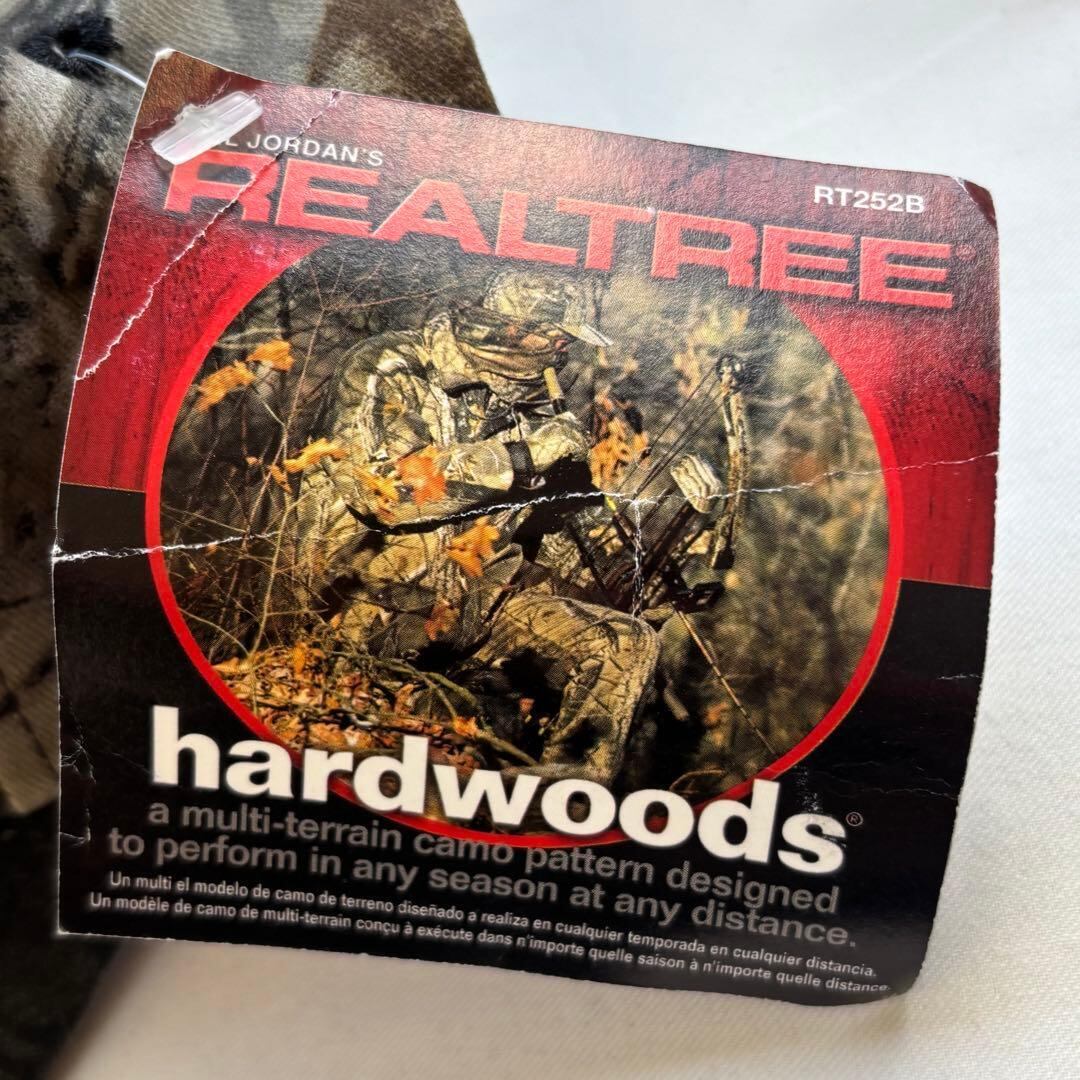 JORDAN'S
REALTREE®
RT252B
hardwoods®
a multi-terrain camo pattern designed
to perform in any season at any distance.
Un multi el modelo de camo de terreno diseñado a realiza en cualquier temporada en cualquier distancia.
Un modèle de camo de multi-terrain conçu à exécute dans n'importe quelle saison à n'importe quelle distance.